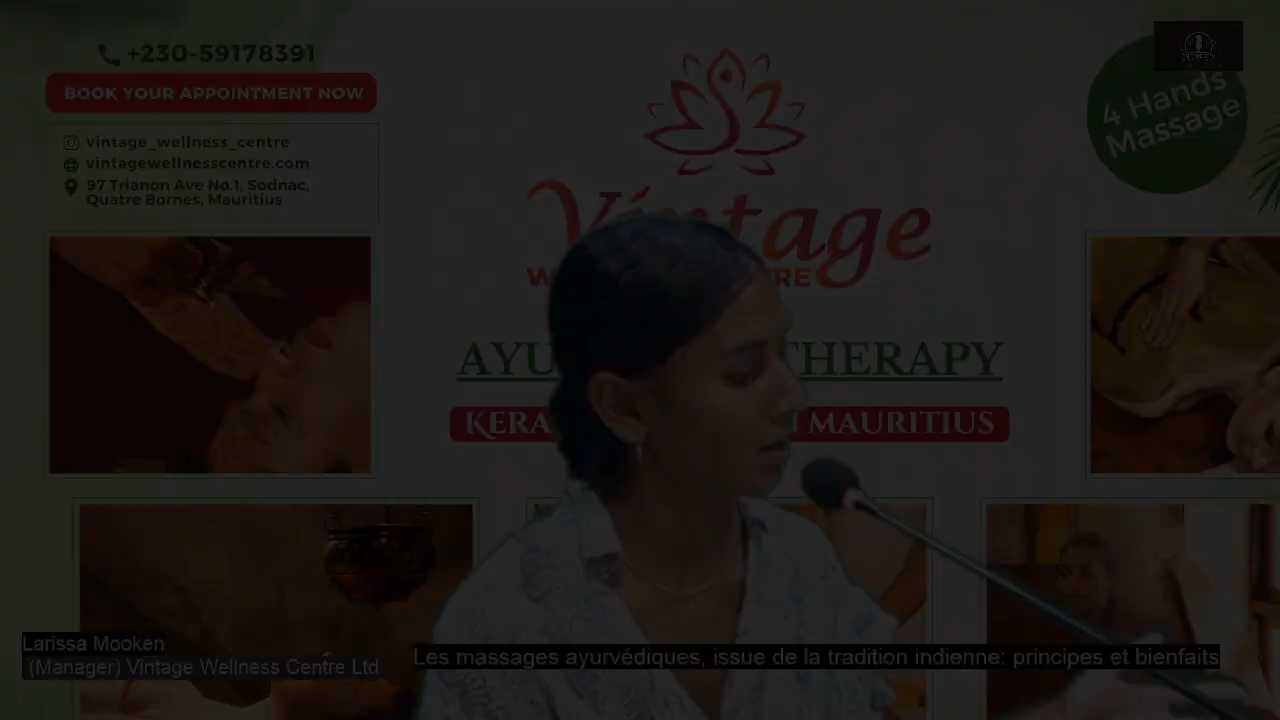 +230-59178391
BOOK YOUR APPOINTMENT NOW
vintage_wellness_centre
vintagewellnesscentre.com
97 Trianon Ave No.1, Sodnac,
Quatre Bornes, Mauritius
4 Hands
Massage
Vintage
THERAPY
MAURITIUS
Larissa Mooken
(Manager) Vintage Wellness Centre Ltd
Les massages ayurvédiques, issue de la tradition indienne: principes et bienfaits